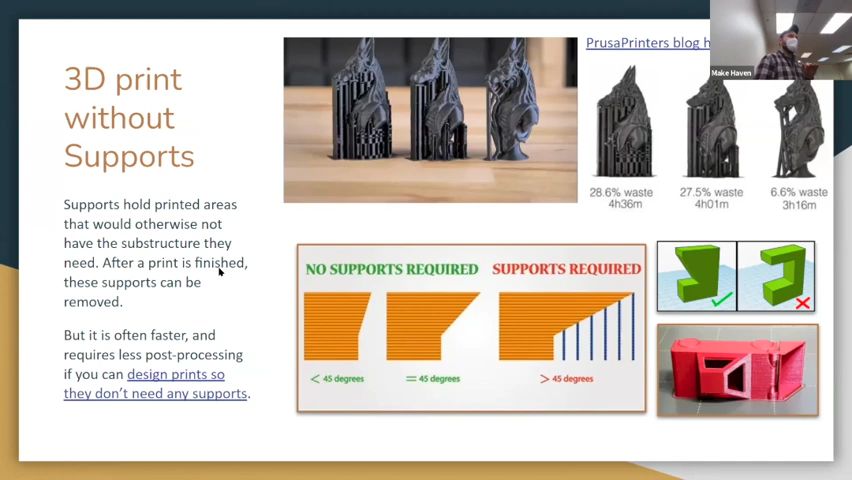 3D print
without
Supports
Supports hold printed areas
that would otherwise not
have the substructure they
need. After a print is finished,
these supports can be
removed.
But it is often faster, and
requires less post-processing
if you can design prints so
they don't need any supports.
PrusaPrinters blog h
Make Haven
28.6% waste
4h36m
27.5% waste
4h01m
6.6% waste
3h16m
NO SUPPORTS REQUIRED
SUPPORTS REQUIRED
< 45 degrees
= 45 degrees
> 45 degrees